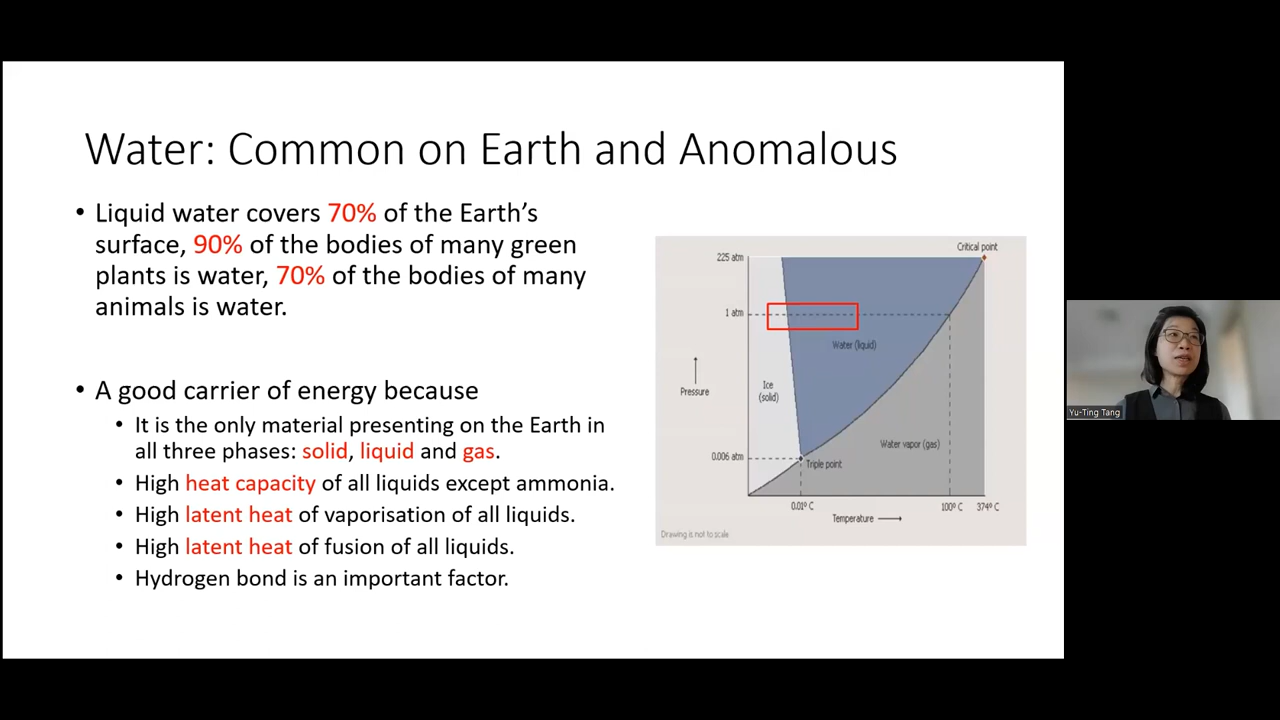 Water: Common on Earth and Anomalous
• Liquid water covers 70% of the Earth’s
surface, 90% of the bodies of many green
plants is water, 70% of the bodies of many
animals is water.
• A good carrier of energy because
• It is the only material presenting on the Earth in
all three phases: solid, liquid and gas.
• High heat capacity of all liquids except ammonia.
• High latent heat of vaporisation of all liquids.
• High latent heat of fusion of all liquids.
• Hydrogen bond is an important factor.
Critical point
225 atm
1 atm
Water (liquid)
Pressure
Ice
(solid)
Water vapor (gas)
0.006 atm
Triple point
0.01° C
100° C
374° C
Temperature
Drawing is not to scale
Yu-Ting Tang